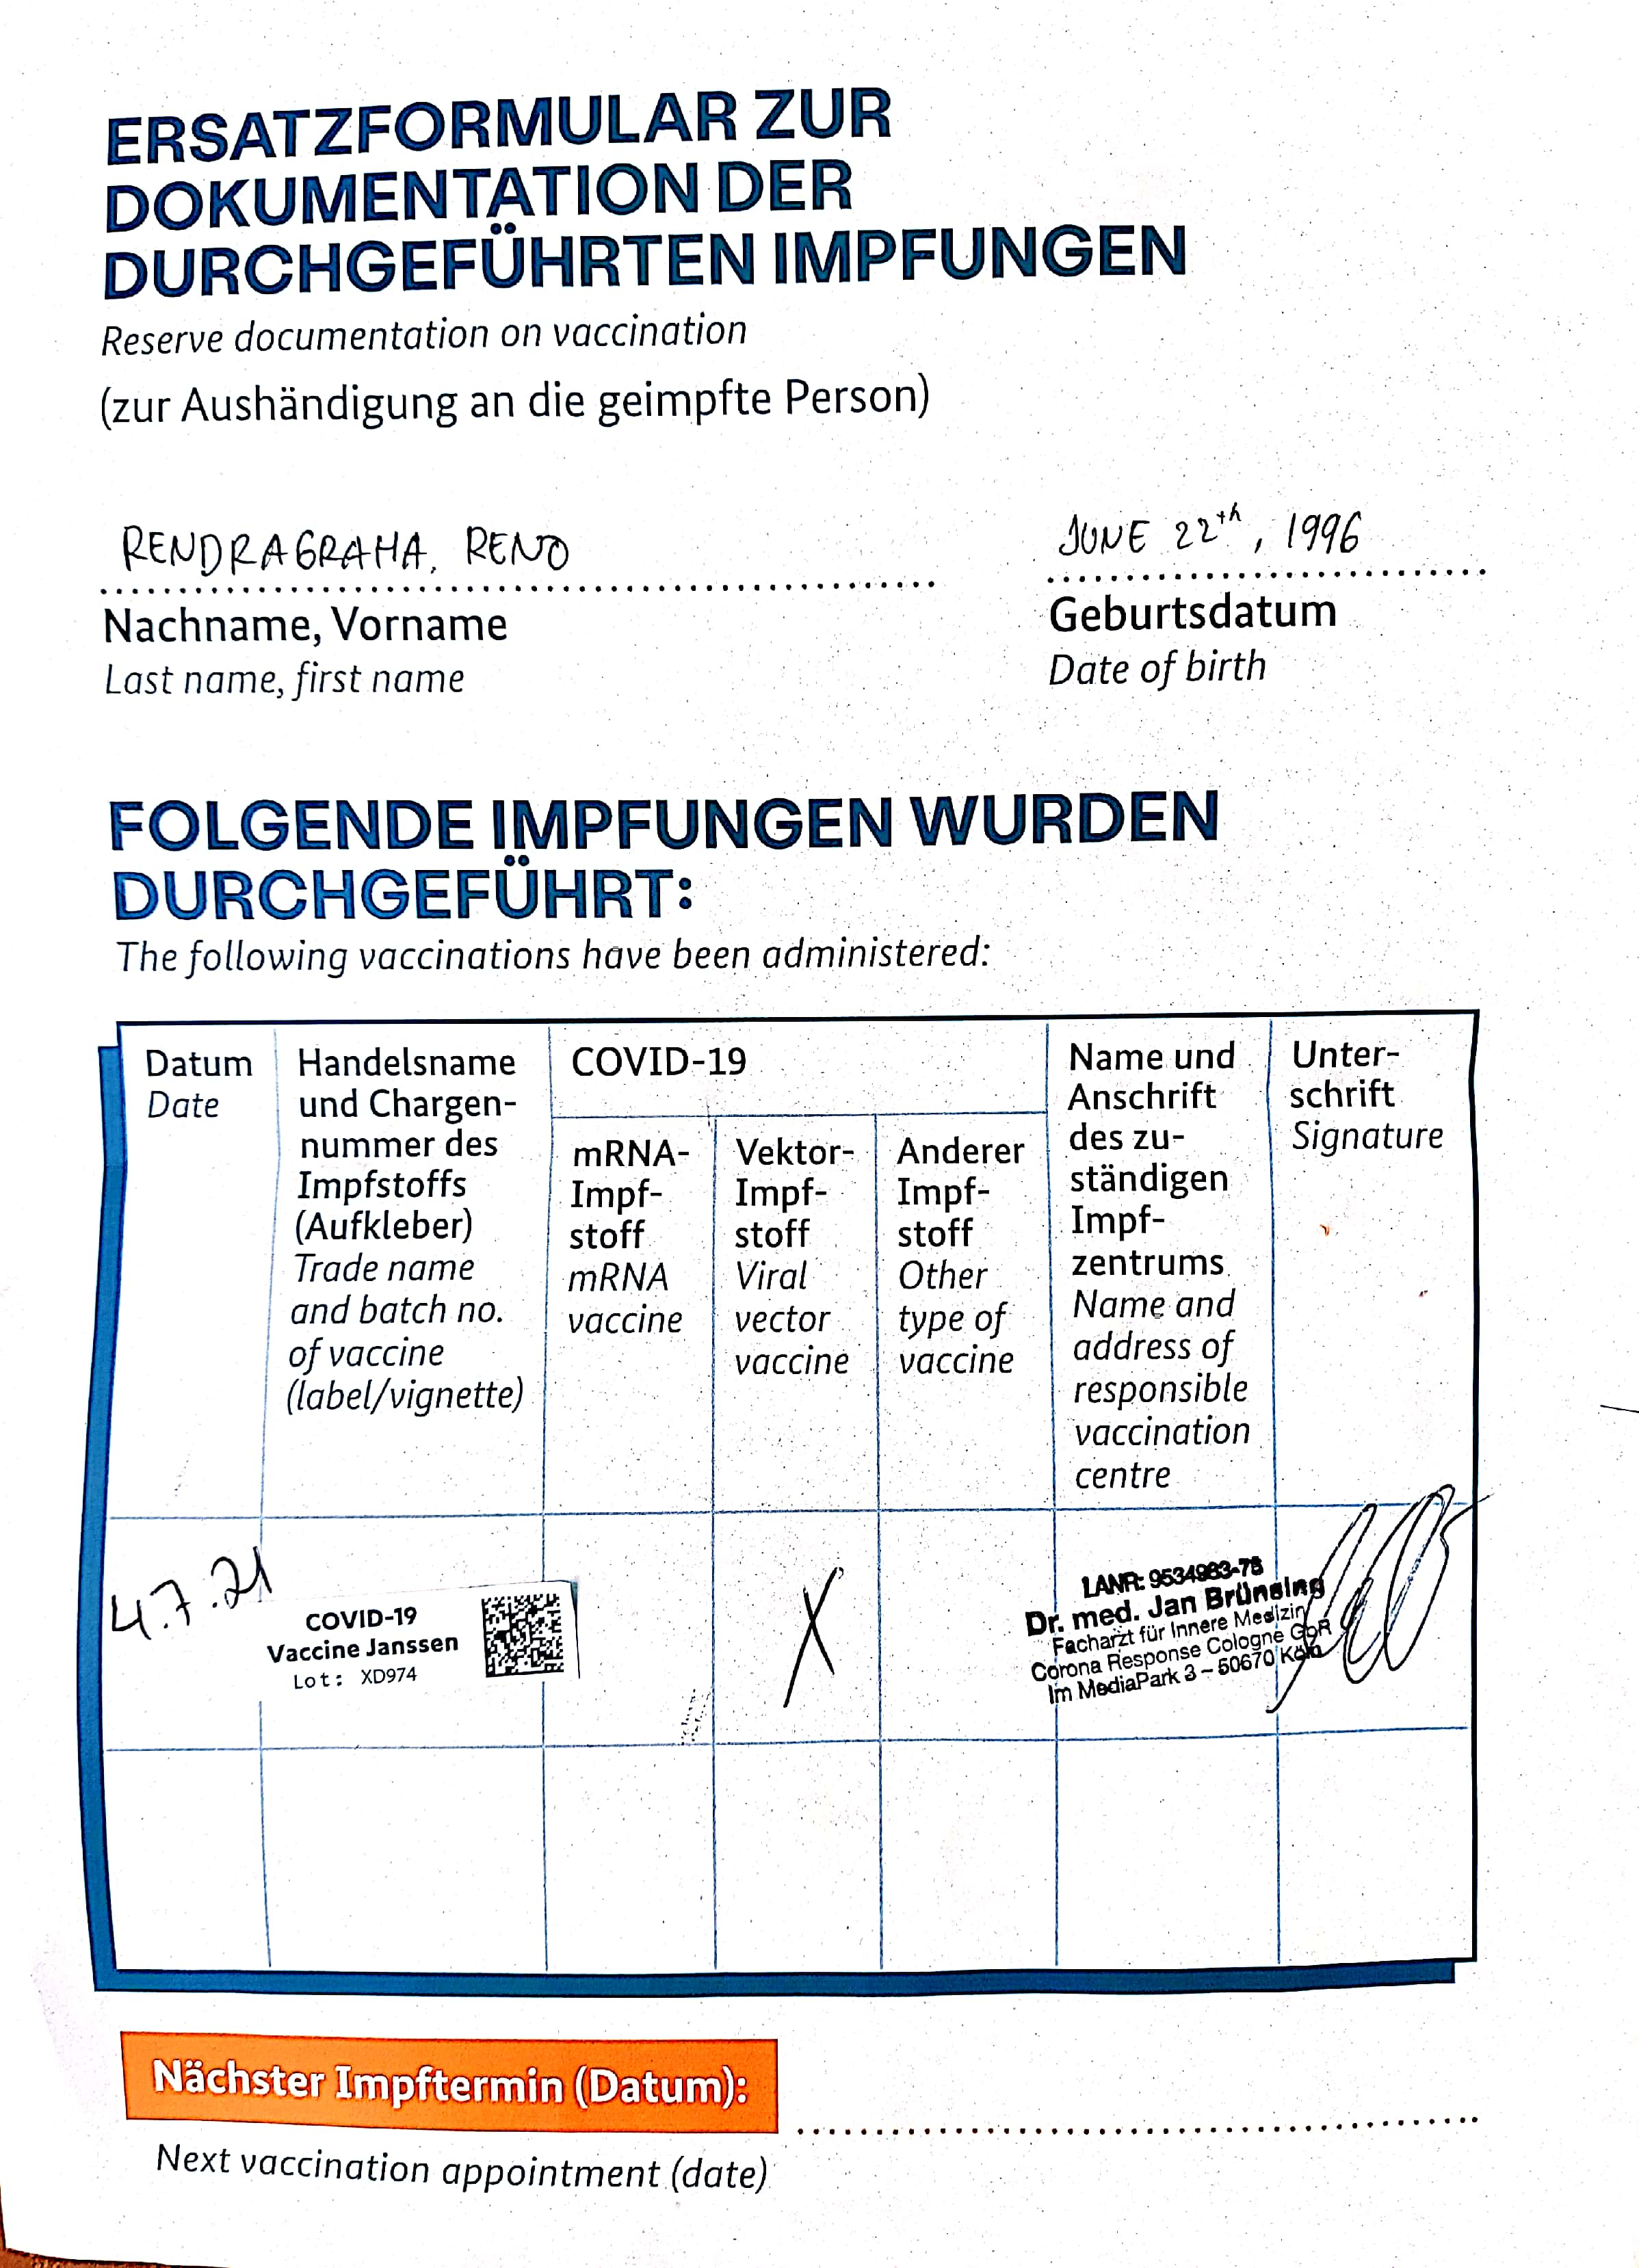 ERSATZFORMULAR ZUR
DOKUMENTATION DER
DURCHGEFÜHRTEN IMPFUNGEN
Reserve documentation on vaccination
(zur Aushändigung an die geimpfte Person)
RENDRAGRAHA, RENO
JUNE 22th, 1996
Nachname, Vorname
Last name, first name
Geburtsdatum
Date of birth
FOLGENDE IMPFUNGEN WURDEN
DURCHGEFÜHRT:
The following vaccinations have been administered:
Datum
Date
Handelsname
und Chargen-
nummer des
Impfstoffs
(Aufkleber)
Trade name
and batch no.
of vaccine
(label/vignette)
COVID-19
mRNA-
Impf-
stoff
mRNA
vaccine
Vektor-
Impf-
stoff
Viral
vector
vaccine
Anderer
Impf-
stoff
Other
type of
vaccine
Name und
Anschrift
des zu-
ständigen
Impf-
zentrums
Name and
address of
responsible
vaccination
centre
Unter-
schrift
Signature
4.7.21
COVID-19
Vaccine Janssen
Lot: XD974
X
LANR: 9534983-78
Dr. med. Jan Brünsing
Facharzt für Innere Medizin
Corona Response Cologne GbR
Im MediaPark 3 – 50670 Köln
Nächster Impftermin (Datum):
Next vaccination appointment (date)